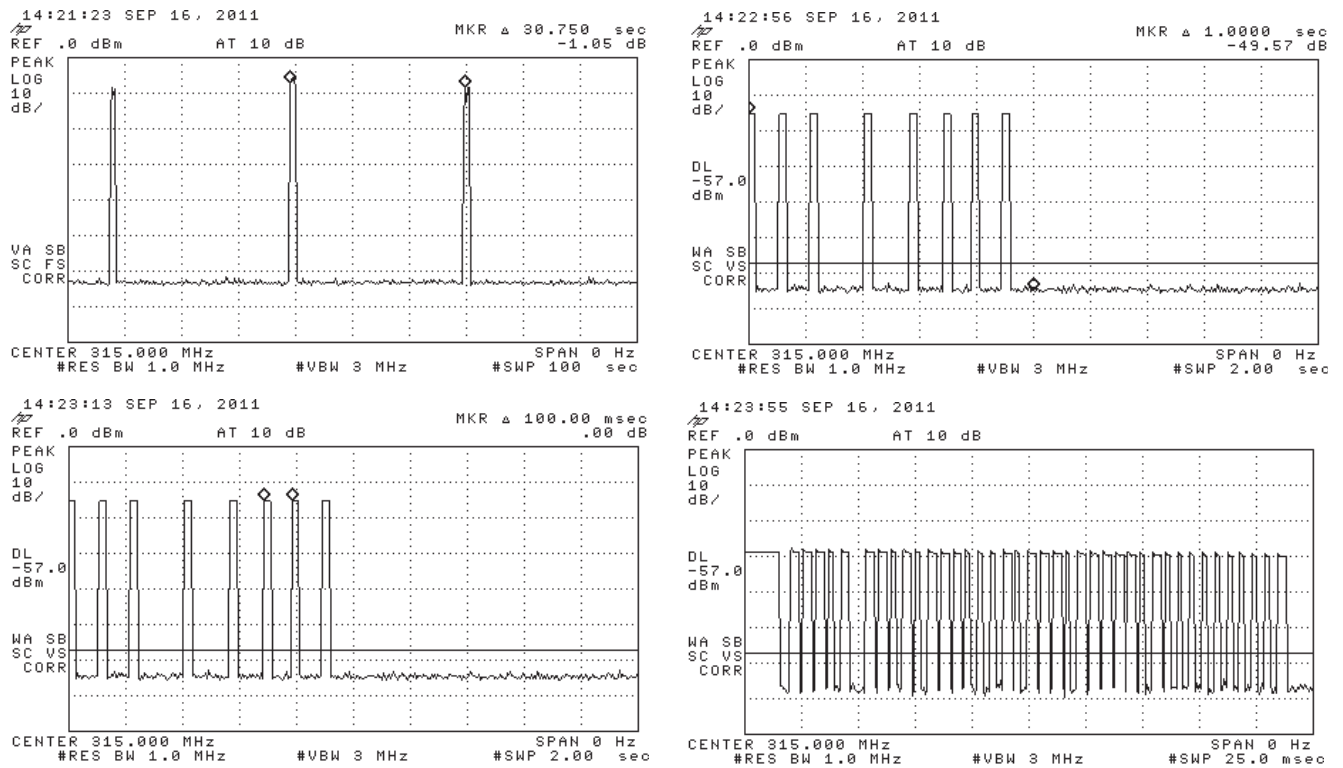 14:21:23 SEP 16, 2011
hp
REF .0 dBm AT 10 dB
MKR Δ 30.750 sec
-1.05 dB
PEAK
LOG
10
dB/
VA SB
SC FS
CORR
CENTER 315.000 MHz SPAN 0 Hz
#RES BW 1.0 MHz #VBW 3 MHz #SWP 100 sec
14:22:56 SEP 16, 2011
hp
REF .0 dBm AT 10 dB
MKR Δ 1.0000 sec
-49.57 dB
PEAK
LOG
10
dB/
DL
-57.0
dBm
WA SB
SC VS
CORR
CENTER 315.000 MHz SPAN 0 Hz
#RES BW 1.0 MHz #VBW 3 MHz #SWP 2.00 sec
14:23:13 SEP 16, 2011
hp
REF .0 dBm AT 10 dB
MKR Δ 100.00 msec
.00 dB
PEAK
LOG
10
dB/
DL
-57.0
dBm
WA SB
SC VS
CORR
CENTER 315.000 MHz SPAN 0 Hz
#RES BW 1.0 MHz #VBW 3 MHz #SWP 2.00 sec
14:23:55 SEP 16, 2011
hp
REF .0 dBm AT 10 dB
PEAK
LOG
10
dB/
DL
-57.0
dBm
WA SB
SC VS
CORR
CENTER 315.000 MHz SPAN 0 Hz
#RES BW 1.0 MHz #VBW 3 MHz #SWP 25.0 msec